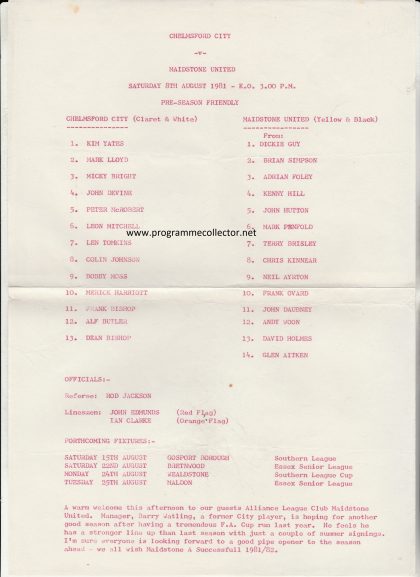 CHELMSFORD CITY
-v-
MAIDSTONE UNITED
SATURDAY 8TH AUGUST 1981 - K.O. 3.00 P.M.
PRE-SEASON FRIENDLY
CHELMSFORD CITY (Claret & White) MAIDSTONE UNITED (Yellow & Black)
From:
1. KIM YATES 1. DICKIE GUY
2. MARK LLOYD 2. BRIAN SIMPSON
3. MICKY BRIGHT 3. ADRIAN FOLEY
4. JOHN DEVINE 4. KENNY HILL
5. PETER McROBERT 5. JOHN HUTTON
6. LEON MITCHELL 6. MARK PENFOLD
www.programmecollector.net
7. LEN TOMKINS 7. TERRY BRISLEY
8. COLIN JOHNSON 8. CHRIS KINNEAR
9. BOBBY MOSS 9. NEIL AYRTON
10. MERICK HARRIOTT 10. FRANK OVARD
11. FRANK BISHOP 11. JOHN DAUBNEY
12. ALF BUTLER 12. ANDY WOON
13. DEAN BISHOP 13. DAVID HOLMES
14. GLEN AITKEN
OFFICIALS:-
Referee: ROD JACKSON
Linesmen: JOHN EDMUNDS (Red Flag)
IAN CLARKE (Orange Flag)
FORTHCOMING FIXTURES:-
SATURDAY 15TH AUGUST GOSPORT BOROUGH Southern League
SATURDAY 22ND AUGUST BRETNWOOD Essex Senior League
MONDAY 24TH AUGUST WEALDSTONE Southern League Cup
TUESDAY 25TH AUGUST MALDON Essex Senior League
A warm welcome this afternoon to our guests Alliance League Club Maidstone
United. Manager, Barry Watling, a former City player, is hoping for another
good season after having a tremendous F.A. Cup run last year. He feels he
has a stronger line up than last season with just a couple of summer signings.
I'm sure everyone is looking forward to a good pipe opener to the season
ahead - we all wish Maidstone A Successfull 1981/82.